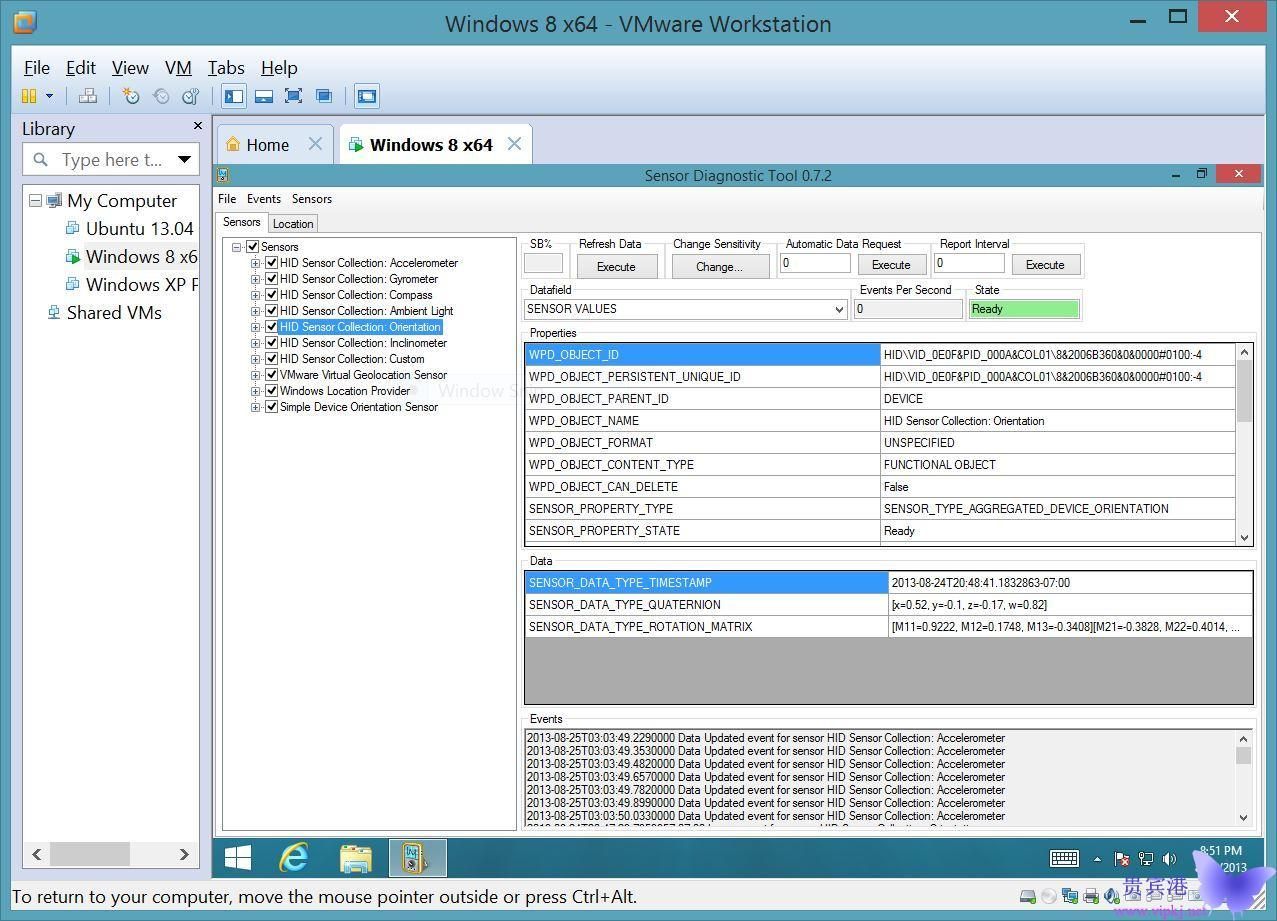 Windows 8 x64 - VMware Workstation
File Edit View VM Tabs Help
Library
Type here t...
My Computer
Ubuntu 13.04
Windows 8 x6
Windows XP
Shared VMs
Home
Windows 8 x64
Sensor Diagnostic Tool 0.7.2
File Events Sensors
Sensors Location
Sensors
HID Sensor Collection: Accelerometer
HID Sensor Collection: Gyrometer
HID Sensor Collection: Compass
HID Sensor Collection: Ambient Light
HID Sensor Collection: Orientation
HID Sensor Collection: Inclinometer
HID Sensor Collection: Custom
VMware Virtual Geolocation Sensor
Windows Location Provider
Simple Device Orientation Sensor
Window
SB% Refresh Data Change Sensitivity Automatic Data Request Report Interval
Execute Change... 0 Execute 0 Execute
Datafield Events Per Second State
SENSOR VALUES 0 Ready
Properties
WPD_OBJECT_ID HID\VID_0E0F&PID_000A&COL01\8&2006B360&0&0000#0100:-4
WPD_OBJECT_PERSISTENT_UNIQUE_ID HID\VID_0E0F&PID_000A&COL01\8&2006B360&0&0000#0100:-4
WPD_OBJECT_PARENT_ID DEVICE
WPD_OBJECT_NAME HID Sensor Collection: Orientation
WPD_OBJECT_FORMAT UNSPECIFIED
WPD_OBJECT_CONTENT_TYPE FUNCTIONAL OBJECT
WPD_OBJECT_CAN_DELETE False
SENSOR_PROPERTY_TYPE SENSOR_TYPE_AGGREGATED_DEVICE_ORIENTATION
SENSOR_PROPERTY_STATE Ready
Data
SENSOR_DATA_TYPE_TIMESTAMP 2013-08-24T20:48:41.1832863-07:00
SENSOR_DATA_TYPE_QUATERNION [x=0.52, y=-0.1, z=-0.17, w=0.82]
SENSOR_DATA_TYPE_ROTATION_MATRIX [M11=0.9222, M12=0.1748, M13=-0.3408][M21=-0.3828, M22=0.4014, ...
Events
2013-08-25T03:03:49.2290000 Data Updated event for sensor HID Sensor Collection: Accelerometer
2013-08-25T03:03:49.3530000 Data Updated event for sensor HID Sensor Collection: Accelerometer
2013-08-25T03:03:49.4820000 Data Updated event for sensor HID Sensor Collection: Accelerometer
2013-08-25T03:03:49.6570000 Data Updated event for sensor HID Sensor Collection: Accelerometer
2013-08-25T03:03:49.7820000 Data Updated event for sensor HID Sensor Collection: Accelerometer
2013-08-25T03:03:49.8990000 Data Updated event for sensor HID Sensor Collection: Accelerometer
2013-08-25T03:03:50.0330000 Data Updated event for sensor HID Sensor Collection: Accelerometer
8:51 PM
/2013
To return to your computer, move the mouse pointer outside or press Ctrl+Alt.
贵宾港
www.vipkj.net